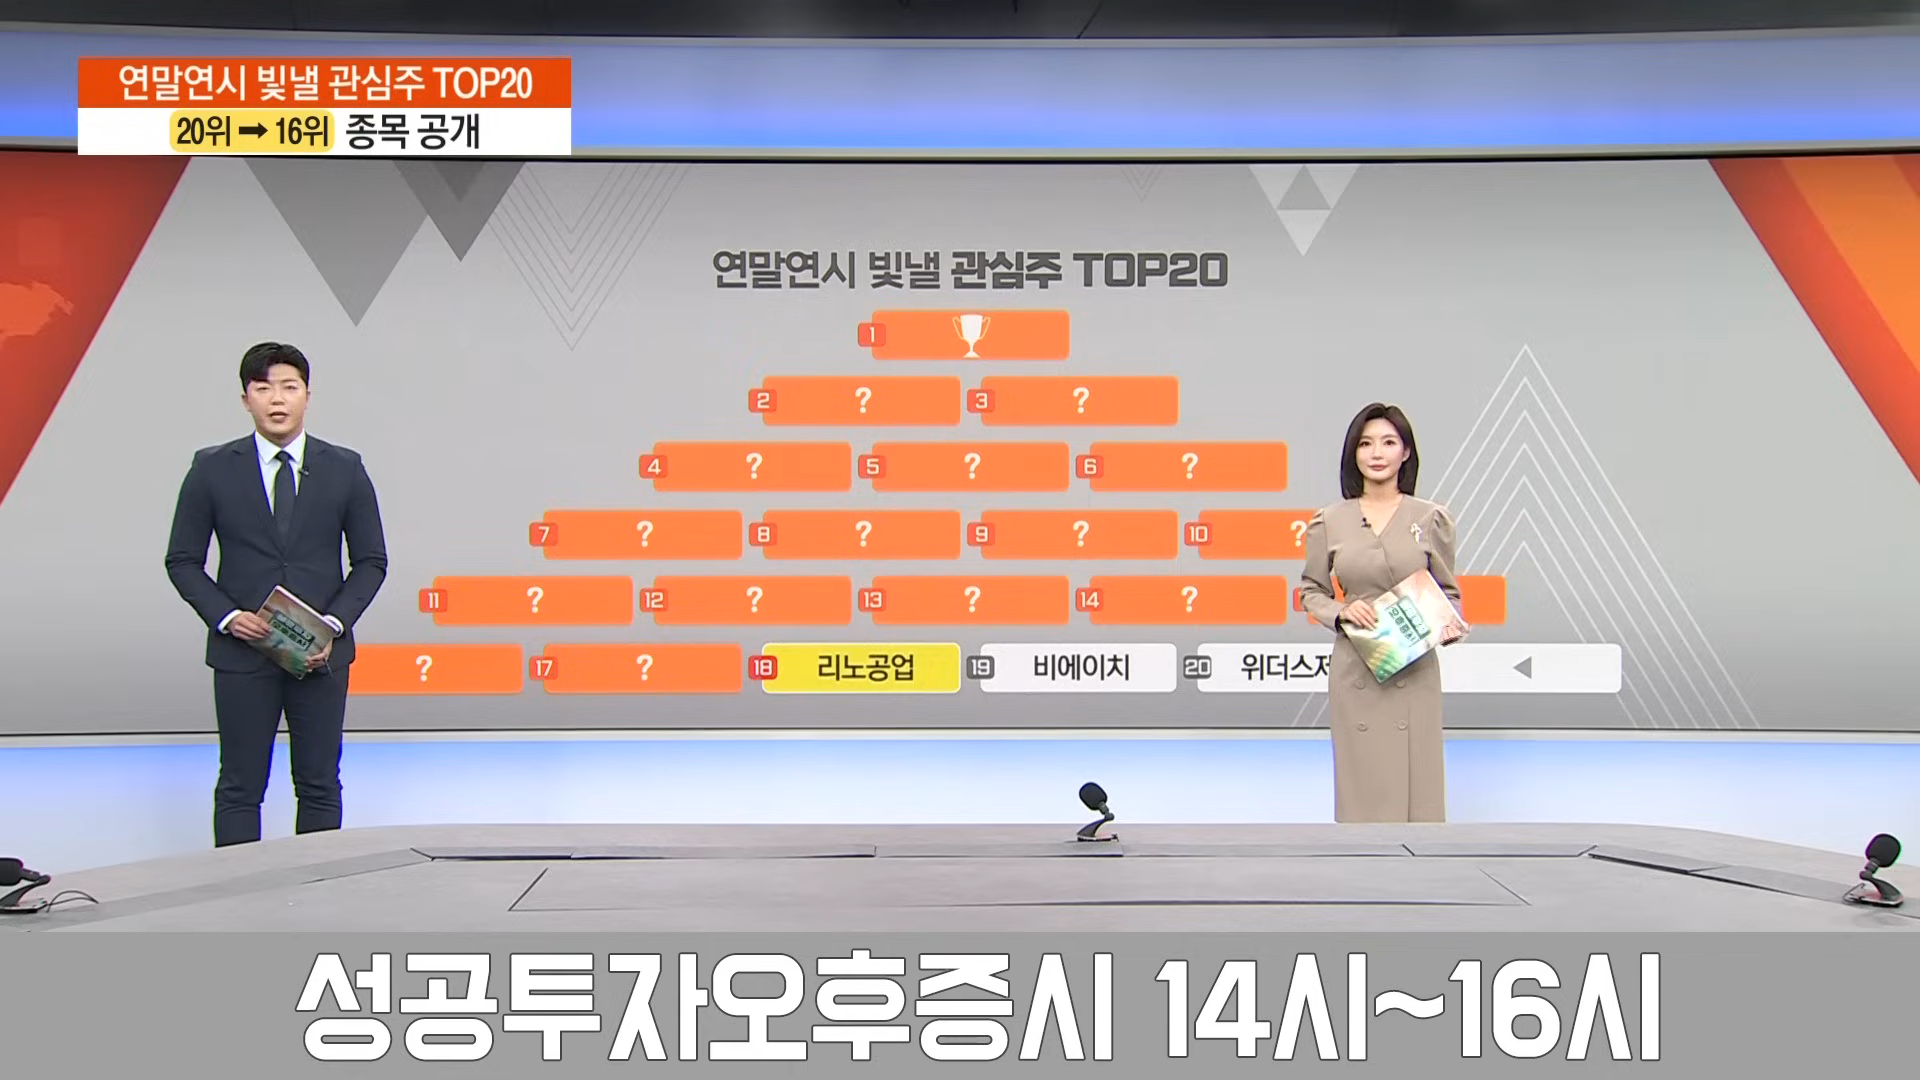 연말연시 빛낼 관심주 TOP20
20위 ➡ 16위 종목 공개
연말연시 빛낼 관심주 TOP20
1
2 ? 3 ?
4 ? 5 ? 6 ?
7 ? 8 ? 9 ? 10 ?
11 ? 12 ? 13 ? 14 ?
? 17 ? 18 리노공업 19 비에이치 20
성공투자오후증시 14시~16시